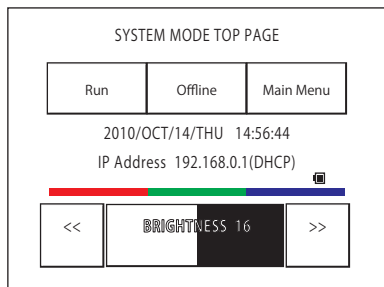 SYSTEM MODE TOP PAGE
Run Offline Main Menu
2010/OCT/14/THU 14:56:44
IP Address 192.168.0.1(DHCP)
<< BRIGHTNESS 16 >>